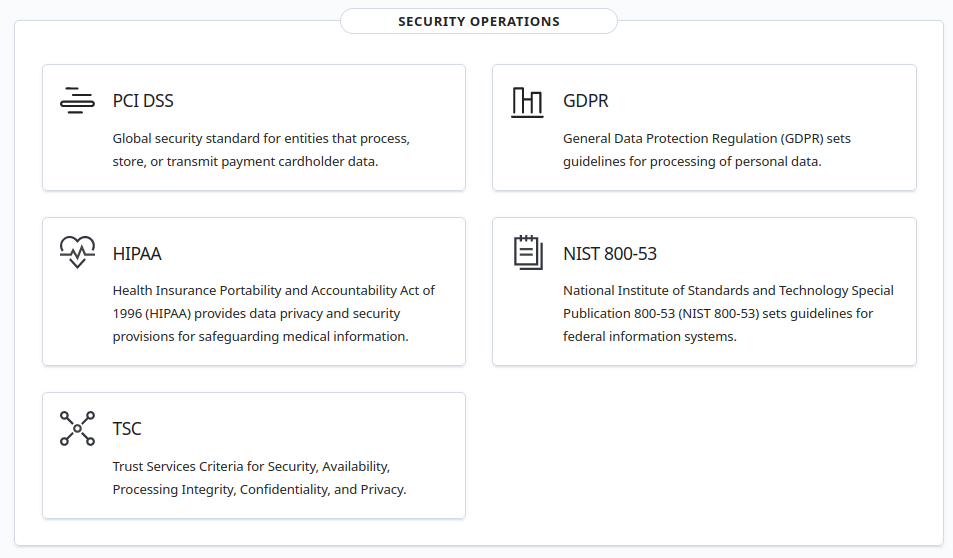 SECURITY OPERATIONS
PCI DSS
Global security standard for entities that process,
store, or transmit payment cardholder data.
GDPR
General Data Protection Regulation (GDPR) sets
guidelines for processing of personal data.
HIPAA
Health Insurance Portability and Accountability Act of
1996 (HIPAA) provides data privacy and security
provisions for safeguarding medical information.
NIST 800-53
National Institute of Standards and Technology Special
Publication 800-53 (NIST 800-53) sets guidelines for
federal information systems.
TSC
Trust Services Criteria for Security, Availability,
Processing Integrity, Confidentiality, and Privacy.